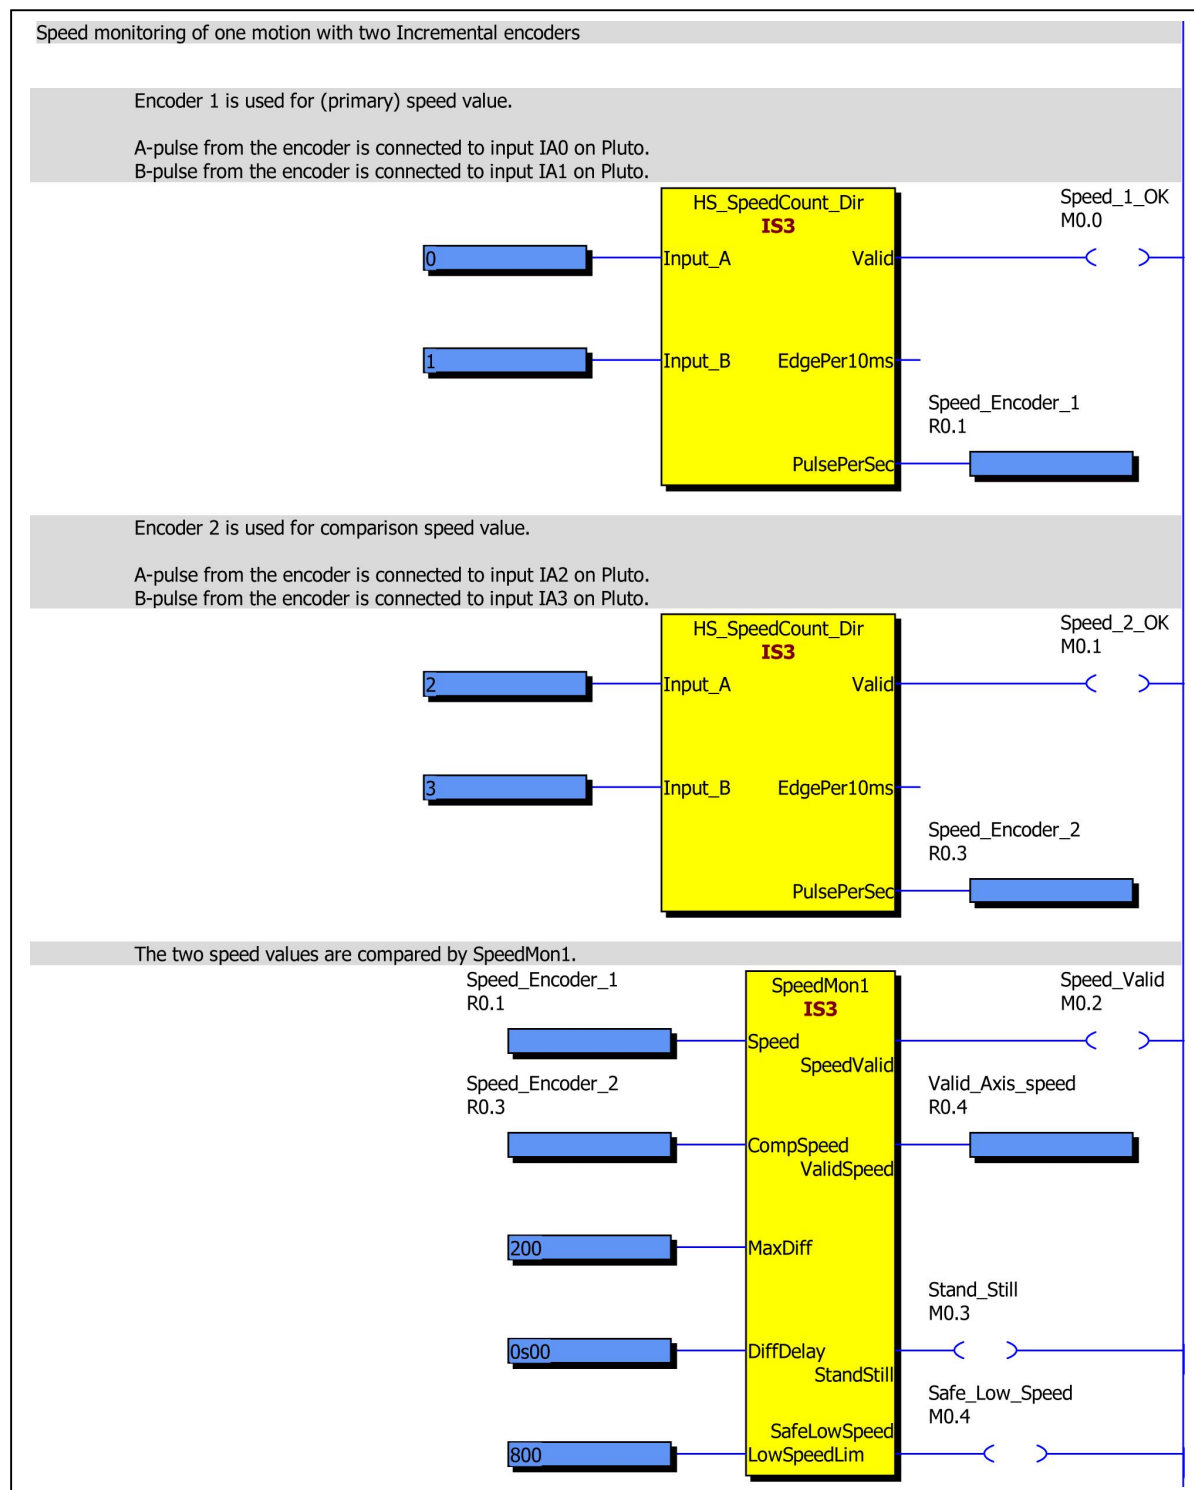 Speed monitoring of one motion with two Incremental encoders
Encoder 1 is used for (primary) speed value.
A-pulse from the encoder is connected to input IA0 on Pluto.
B-pulse from the encoder is connected to input IA1 on Pluto.
HS_SpeedCount_Dir
IS3
Speed_1_OK
M0.0
0
Input_A
Valid
1
Input_B
EdgePer10ms
Speed_Encoder_1
R0.1
PulsePerSec
Encoder 2 is used for comparison speed value.
A-pulse from the encoder is connected to input IA2 on Pluto.
B-pulse from the encoder is connected to input IA3 on Pluto.
HS_SpeedCount_Dir
IS3
Speed_2_OK
M0.1
2
Input_A
Valid
3
Input_B
EdgePer10ms
Speed_Encoder_2
R0.3
PulsePerSec
The two speed values are compared by SpeedMon1.
Speed_Encoder_1
R0.1
SpeedMon1
IS3
Speed_Valid
M0.2
Speed
SpeedValid
Speed_Encoder_2
R0.3
Valid_Axis_speed
R0.4
CompSpeed
ValidSpeed
200
MaxDiff
Stand_Still
M0.3
0s00
DiffDelay
StandStill
Safe_Low_Speed
M0.4
SafeLowSpeed
800
LowSpeedLim